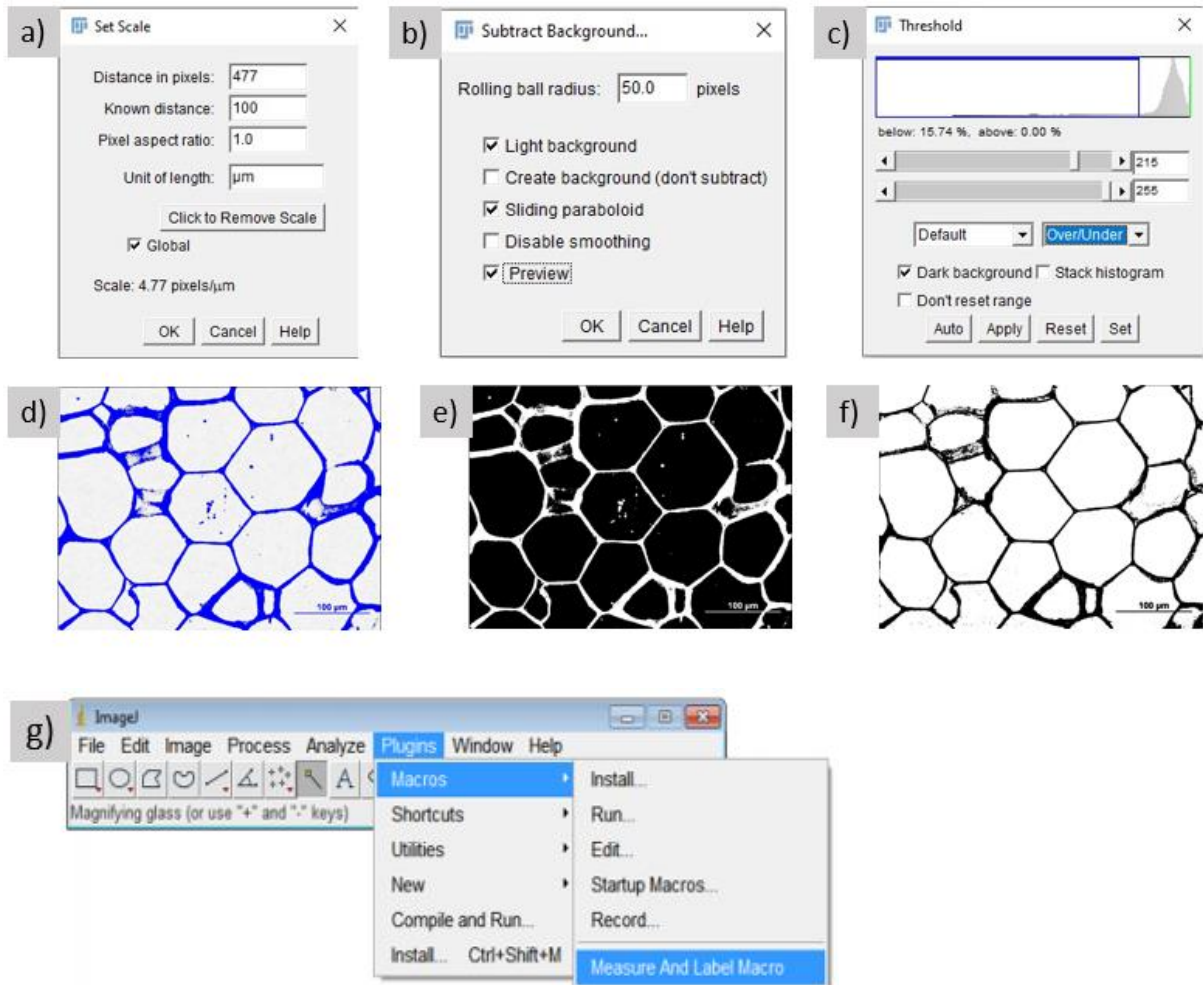 a)
Set Scale
Distance in pixels: 477
Known distance: 100
Pixel aspect ratio: 1.0
Unit of length: µm
Click to Remove Scale
Global
Scale: 4.77 pixels/µm
OK Cancel Help
b)
Subtract Background...
Rolling ball radius: 50.0 pixels
Light background
Create background (don't subtract)
Sliding paraboloid
Disable smoothing
Preview
OK Cancel Help
c)
Threshold
below: 15.74 %, above: 0.00 %
215
255
Default Over/Under
Dark background Stack histogram
Don't reset range
Auto Apply Reset Set
d)
100 µm
e)
100 µm
f)
100 µm
g)
ImageJ
File Edit Image Process Analyze Plugins Window Help
A
Magnifying glass (or use "+" and "-" keys)
Macros
Shortcuts
Utilities
New
Compile and Run...
Install... Ctrl+Shift+M
Install...
Run...
Edit...
Startup Macros...
Record...
Measure And Label Macro